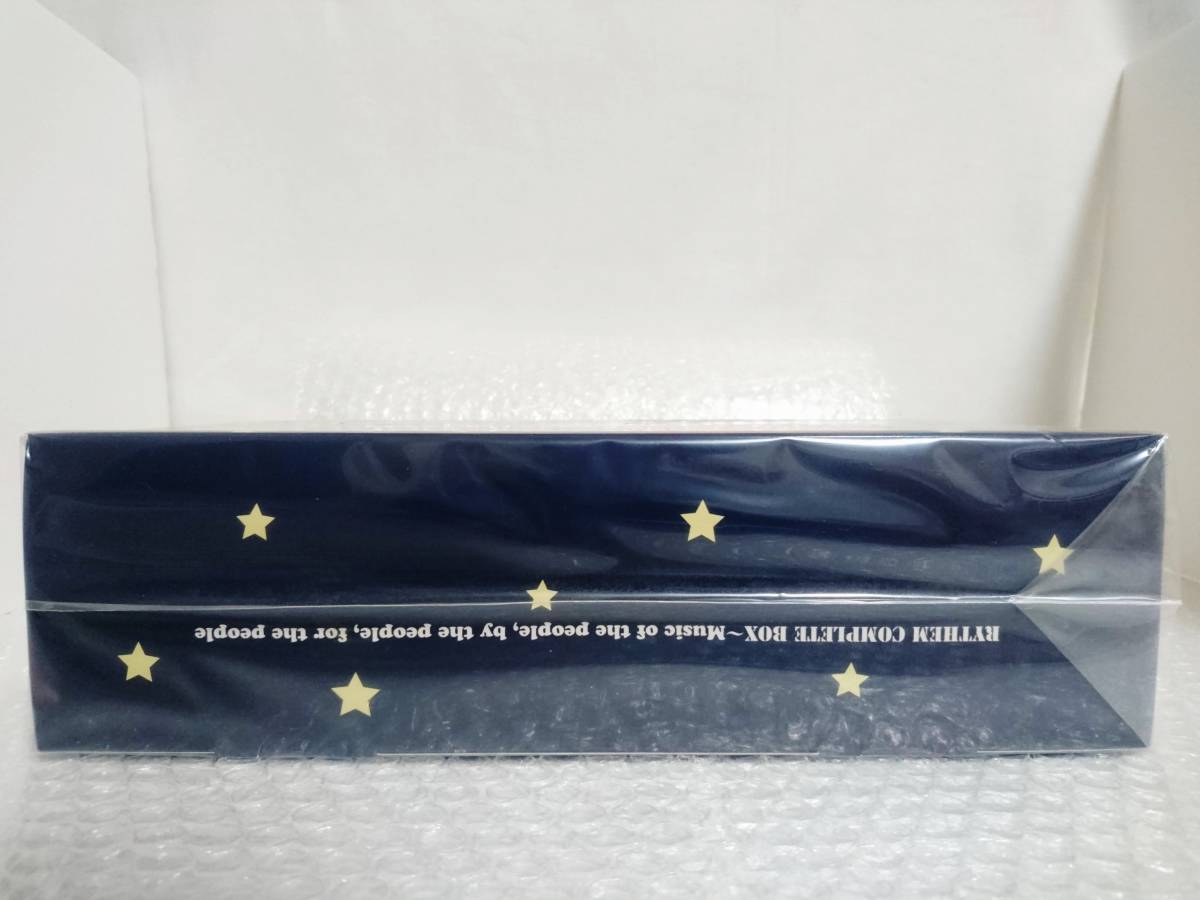 RYTHEM COMPLETE BOX~Music of the people, by the people, for the people